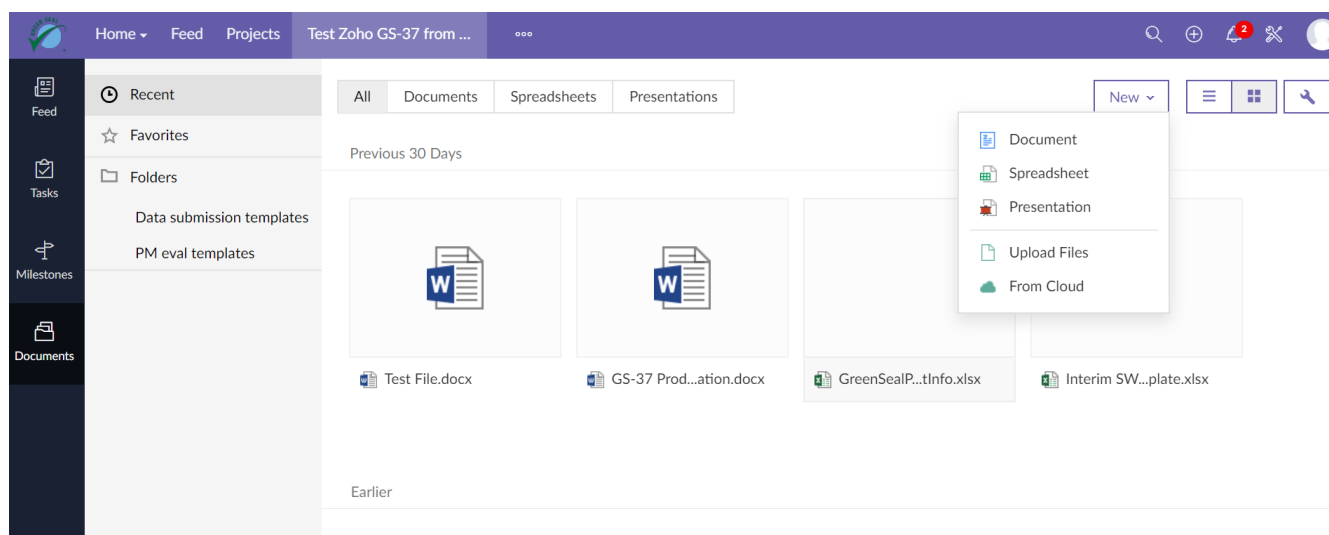 Home Feed Projects Test Zoho GS-37 from ...
2
Feed
Tasks
Milestones
Documents
Recent
Favorites
Folders
Data submission templates
PM eval templates
All Documents Spreadsheets Presentations
New
Document
Spreadsheet
Presentation
Upload Files
From Cloud
Previous 30 Days
W
W
Test File.docx
GS-37 Prod...ation.docx
GreenSealP...tInfo.xlsx
Interim SW...plate.xlsx
Earlier